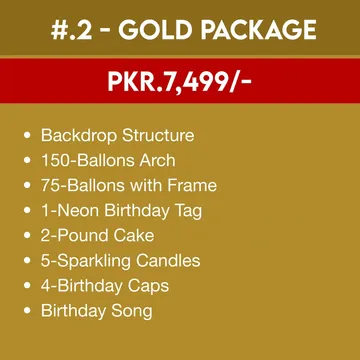 #.2 - GOLD PACKAGE
PKR.7,499/-
• Backdrop Structure
• 150-Ballons Arch
• 75-Ballons with Frame
• 1-Neon Birthday Tag
• 2-Pound Cake
• 5-Sparkling Candles
• 4-Birthday Caps
• Birthday Song